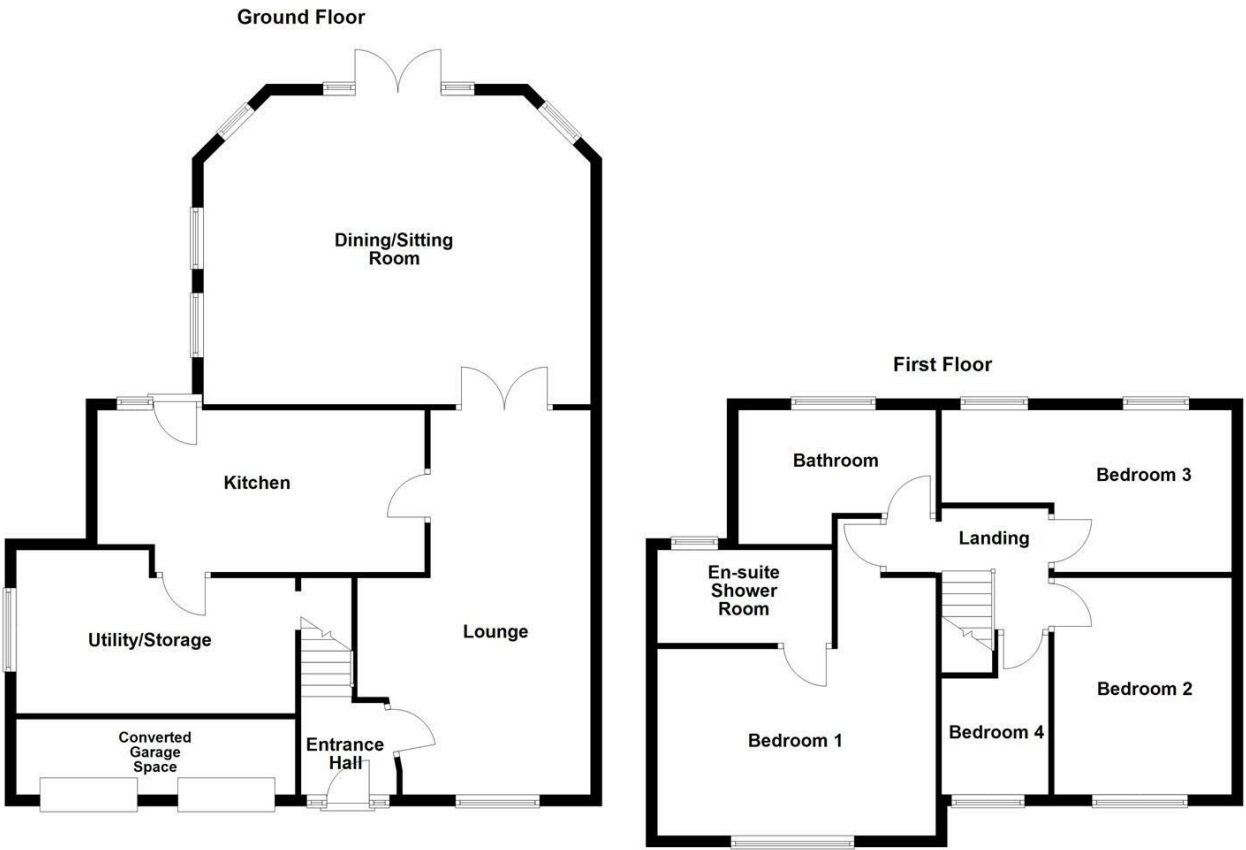 Ground Floor
Dining/Sitting
Room
Kitchen
Utility/Storage
Lounge
Converted
Garage
Space
Entrance
Hall
First Floor
Bathroom
Bedroom 3
Landing
En-suite
Shower
Room
Bedroom 2
Bedroom 1
Bedroom 4